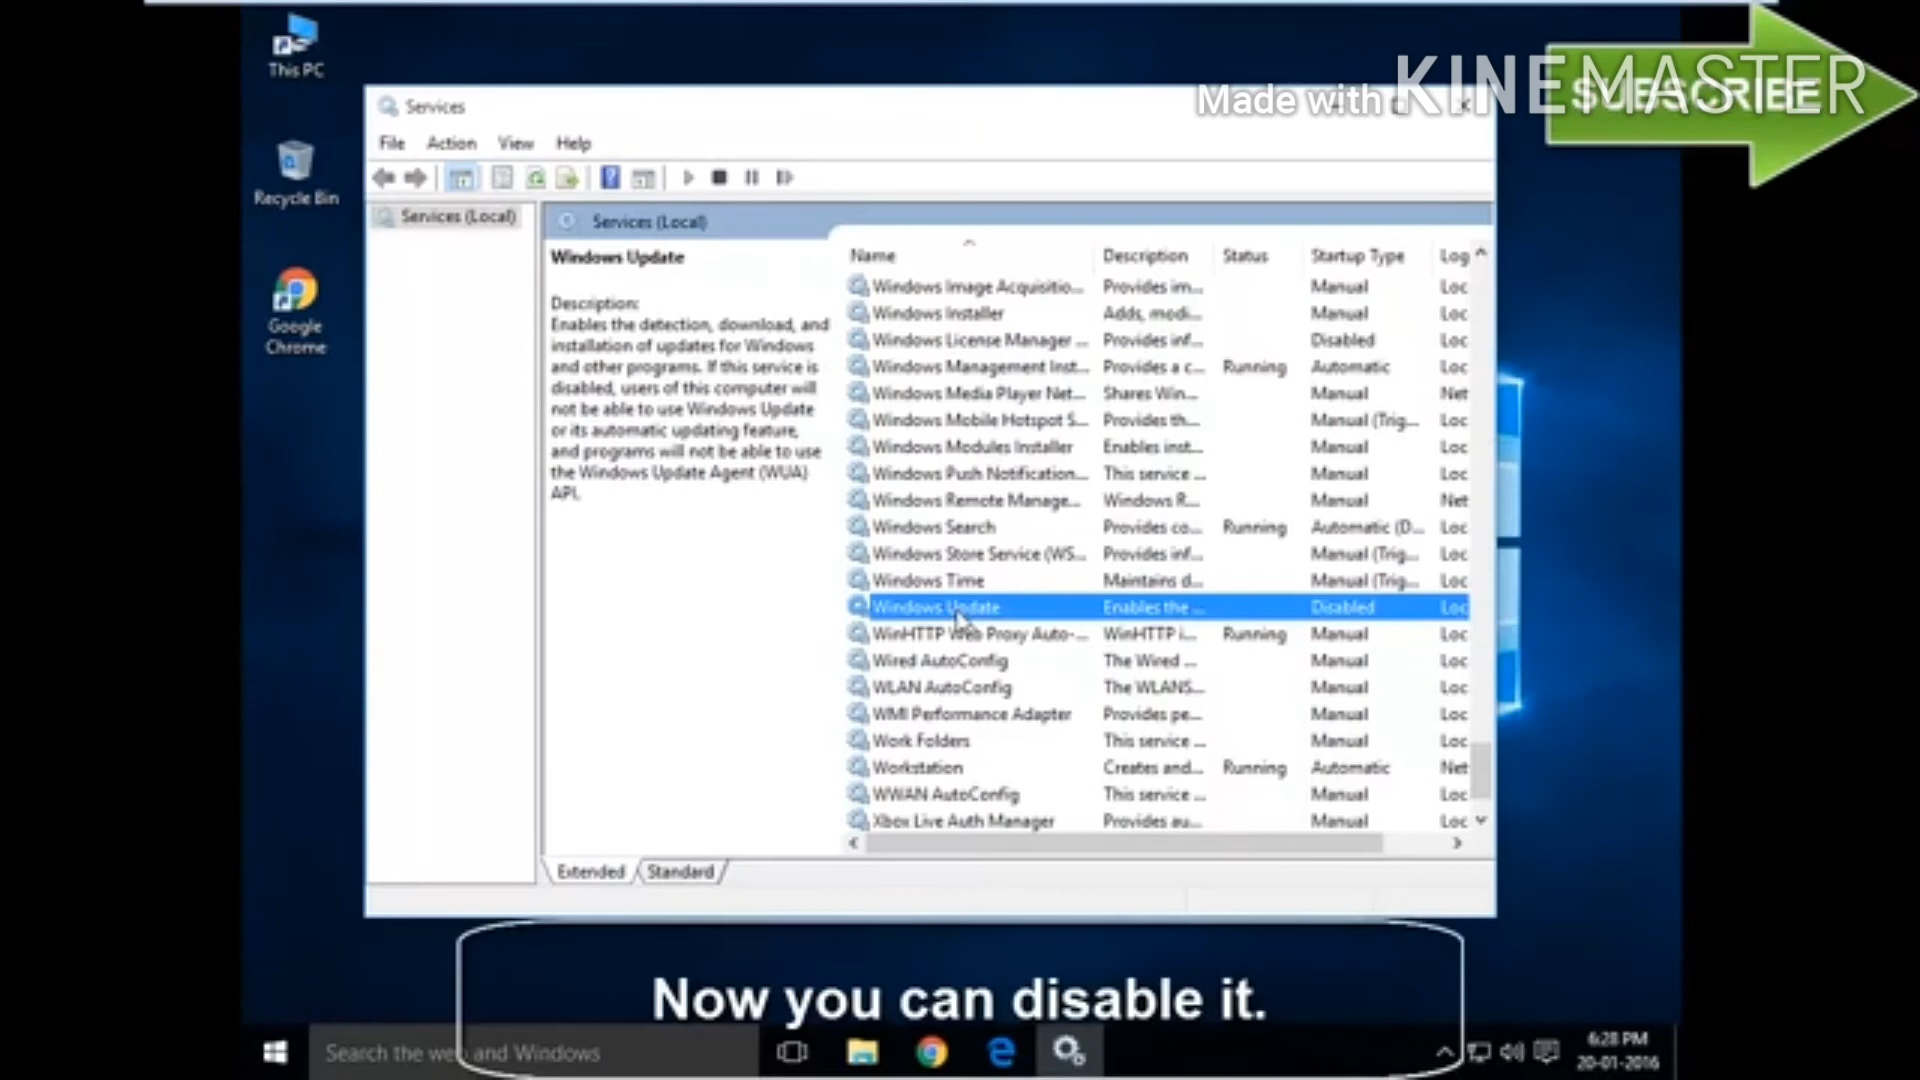 This PC
Made with KINEMASTER
SUBSCRIBE
Services
File Action View Help
Recycle Bin
Services (Local)
Services (Local)
Windows Update
Description:
Enables the detection, download, and
installation of updates for Windows
and other programs. If this service is
disabled, users of this computer will
not be able to use Windows Update
or its automatic updating feature,
and programs will not be able to use
the Windows Update Agent (WUA)
API.
Google
Chrome
Name Description Status Startup Type Log
Windows Image Acquisitio... Provides im... Manual Loc
Windows Installer Adds, modi... Manual Loc
Windows License Manager ... Provides inf... Disabled Loc
Windows Management Inst... Provides a c... Running Automatic Loc
Windows Media Player Net... Shares Win... Manual Net
Windows Mobile Hotspot S... Provides th... Manual (Trig... Loc
Windows Modules Installer Enables inst... Manual Loc
Windows Push Notification... This service ... Manual Loc
Windows Remote Manage... Windows R... Manual Net
Windows Search Provides co... Running Automatic (D... Loc
Windows Store Service (WS... Provides inf... Manual (Trig... Loc
Windows Time Maintains d... Manual (Trig... Loc
Windows Update Enables the ... Disabled Loc
WinHTTP Web Proxy Auto-... WinHTTP i... Running Manual Loc
Wired AutoConfig The Wired ... Manual Loc
WLAN AutoConfig The WLANS... Manual Loc
WMI Performance Adapter Provides pe... Manual Loc
Work Folders This service ... Manual Loc
Workstation Creates and... Running Automatic Net
WWAN AutoConfig This service ... Manual Loc
Xbox Live Auth Manager Provides au... Manual Loc
Extended Standard
Now you can disable it.
Search the web and Windows
6:28 PM
20-01-2016